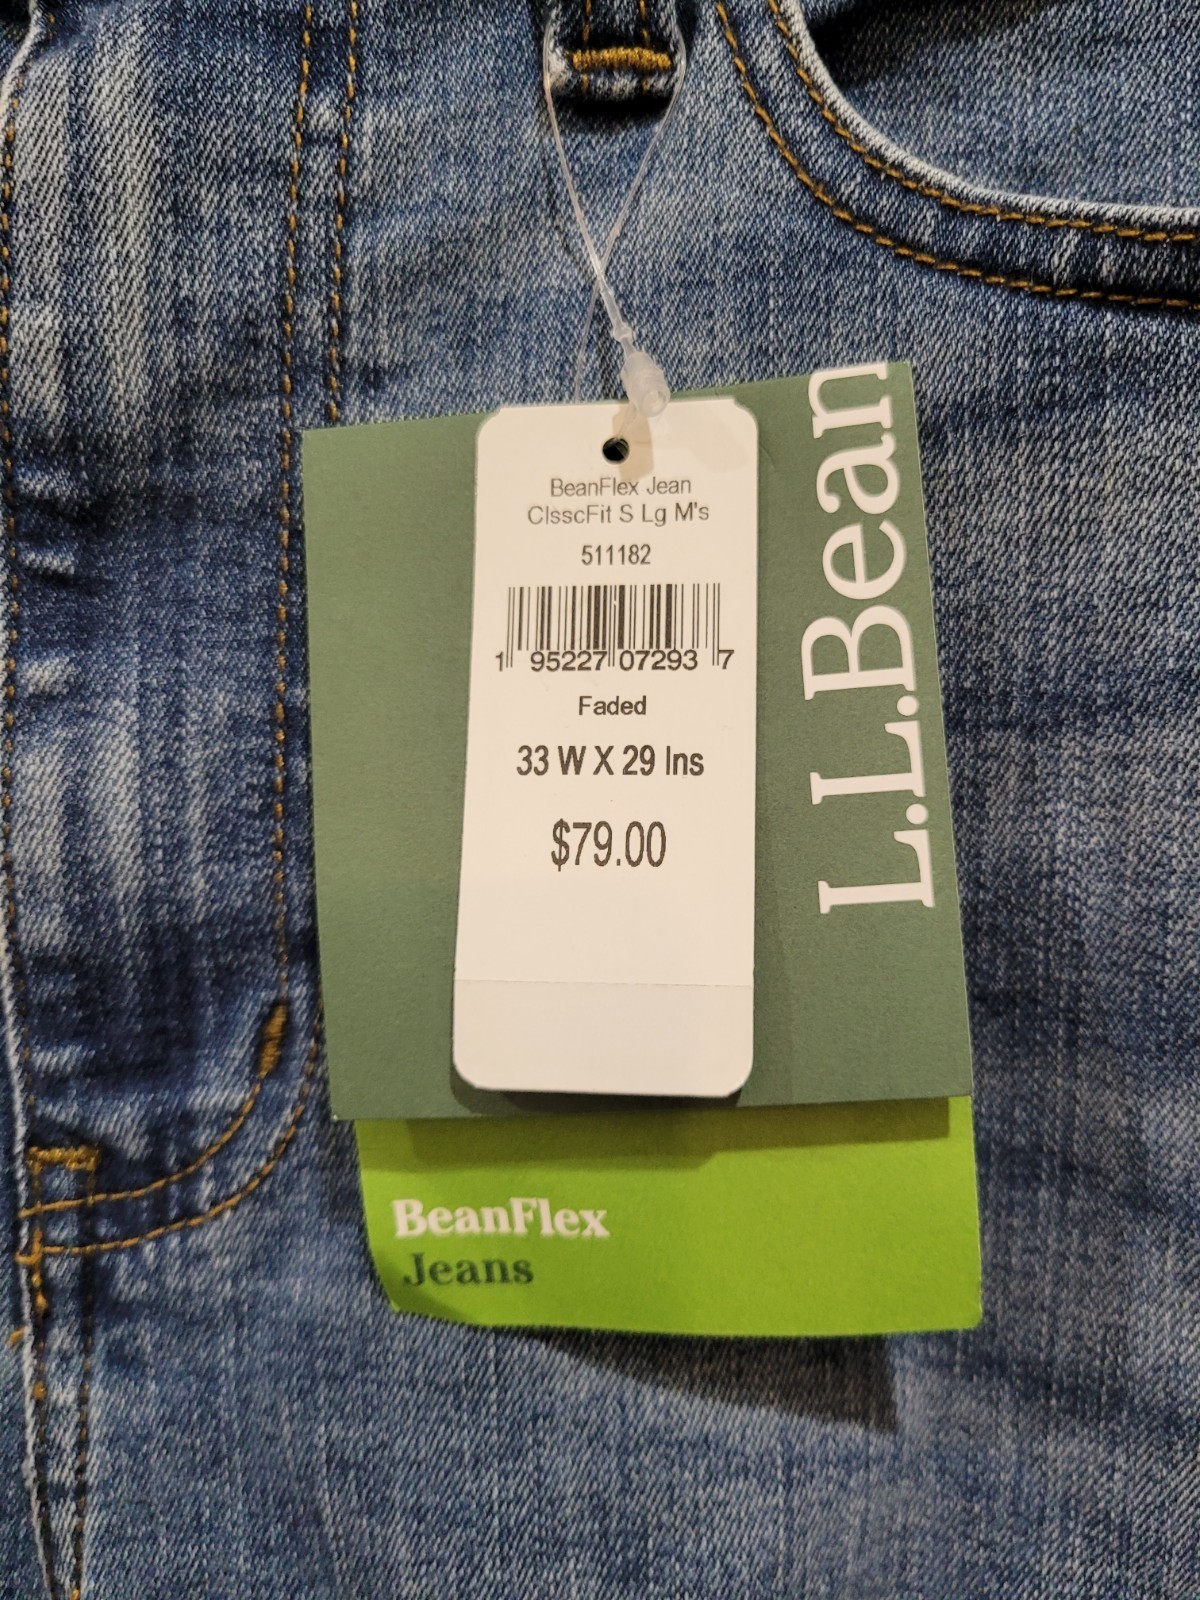 BeanFlex Jean
ClsscFit S Lg M's
511182
1 95227 07293 7
Faded
33 W X 29 Ins
$79.00
L.L.Bean
BeanFlex
Jeans